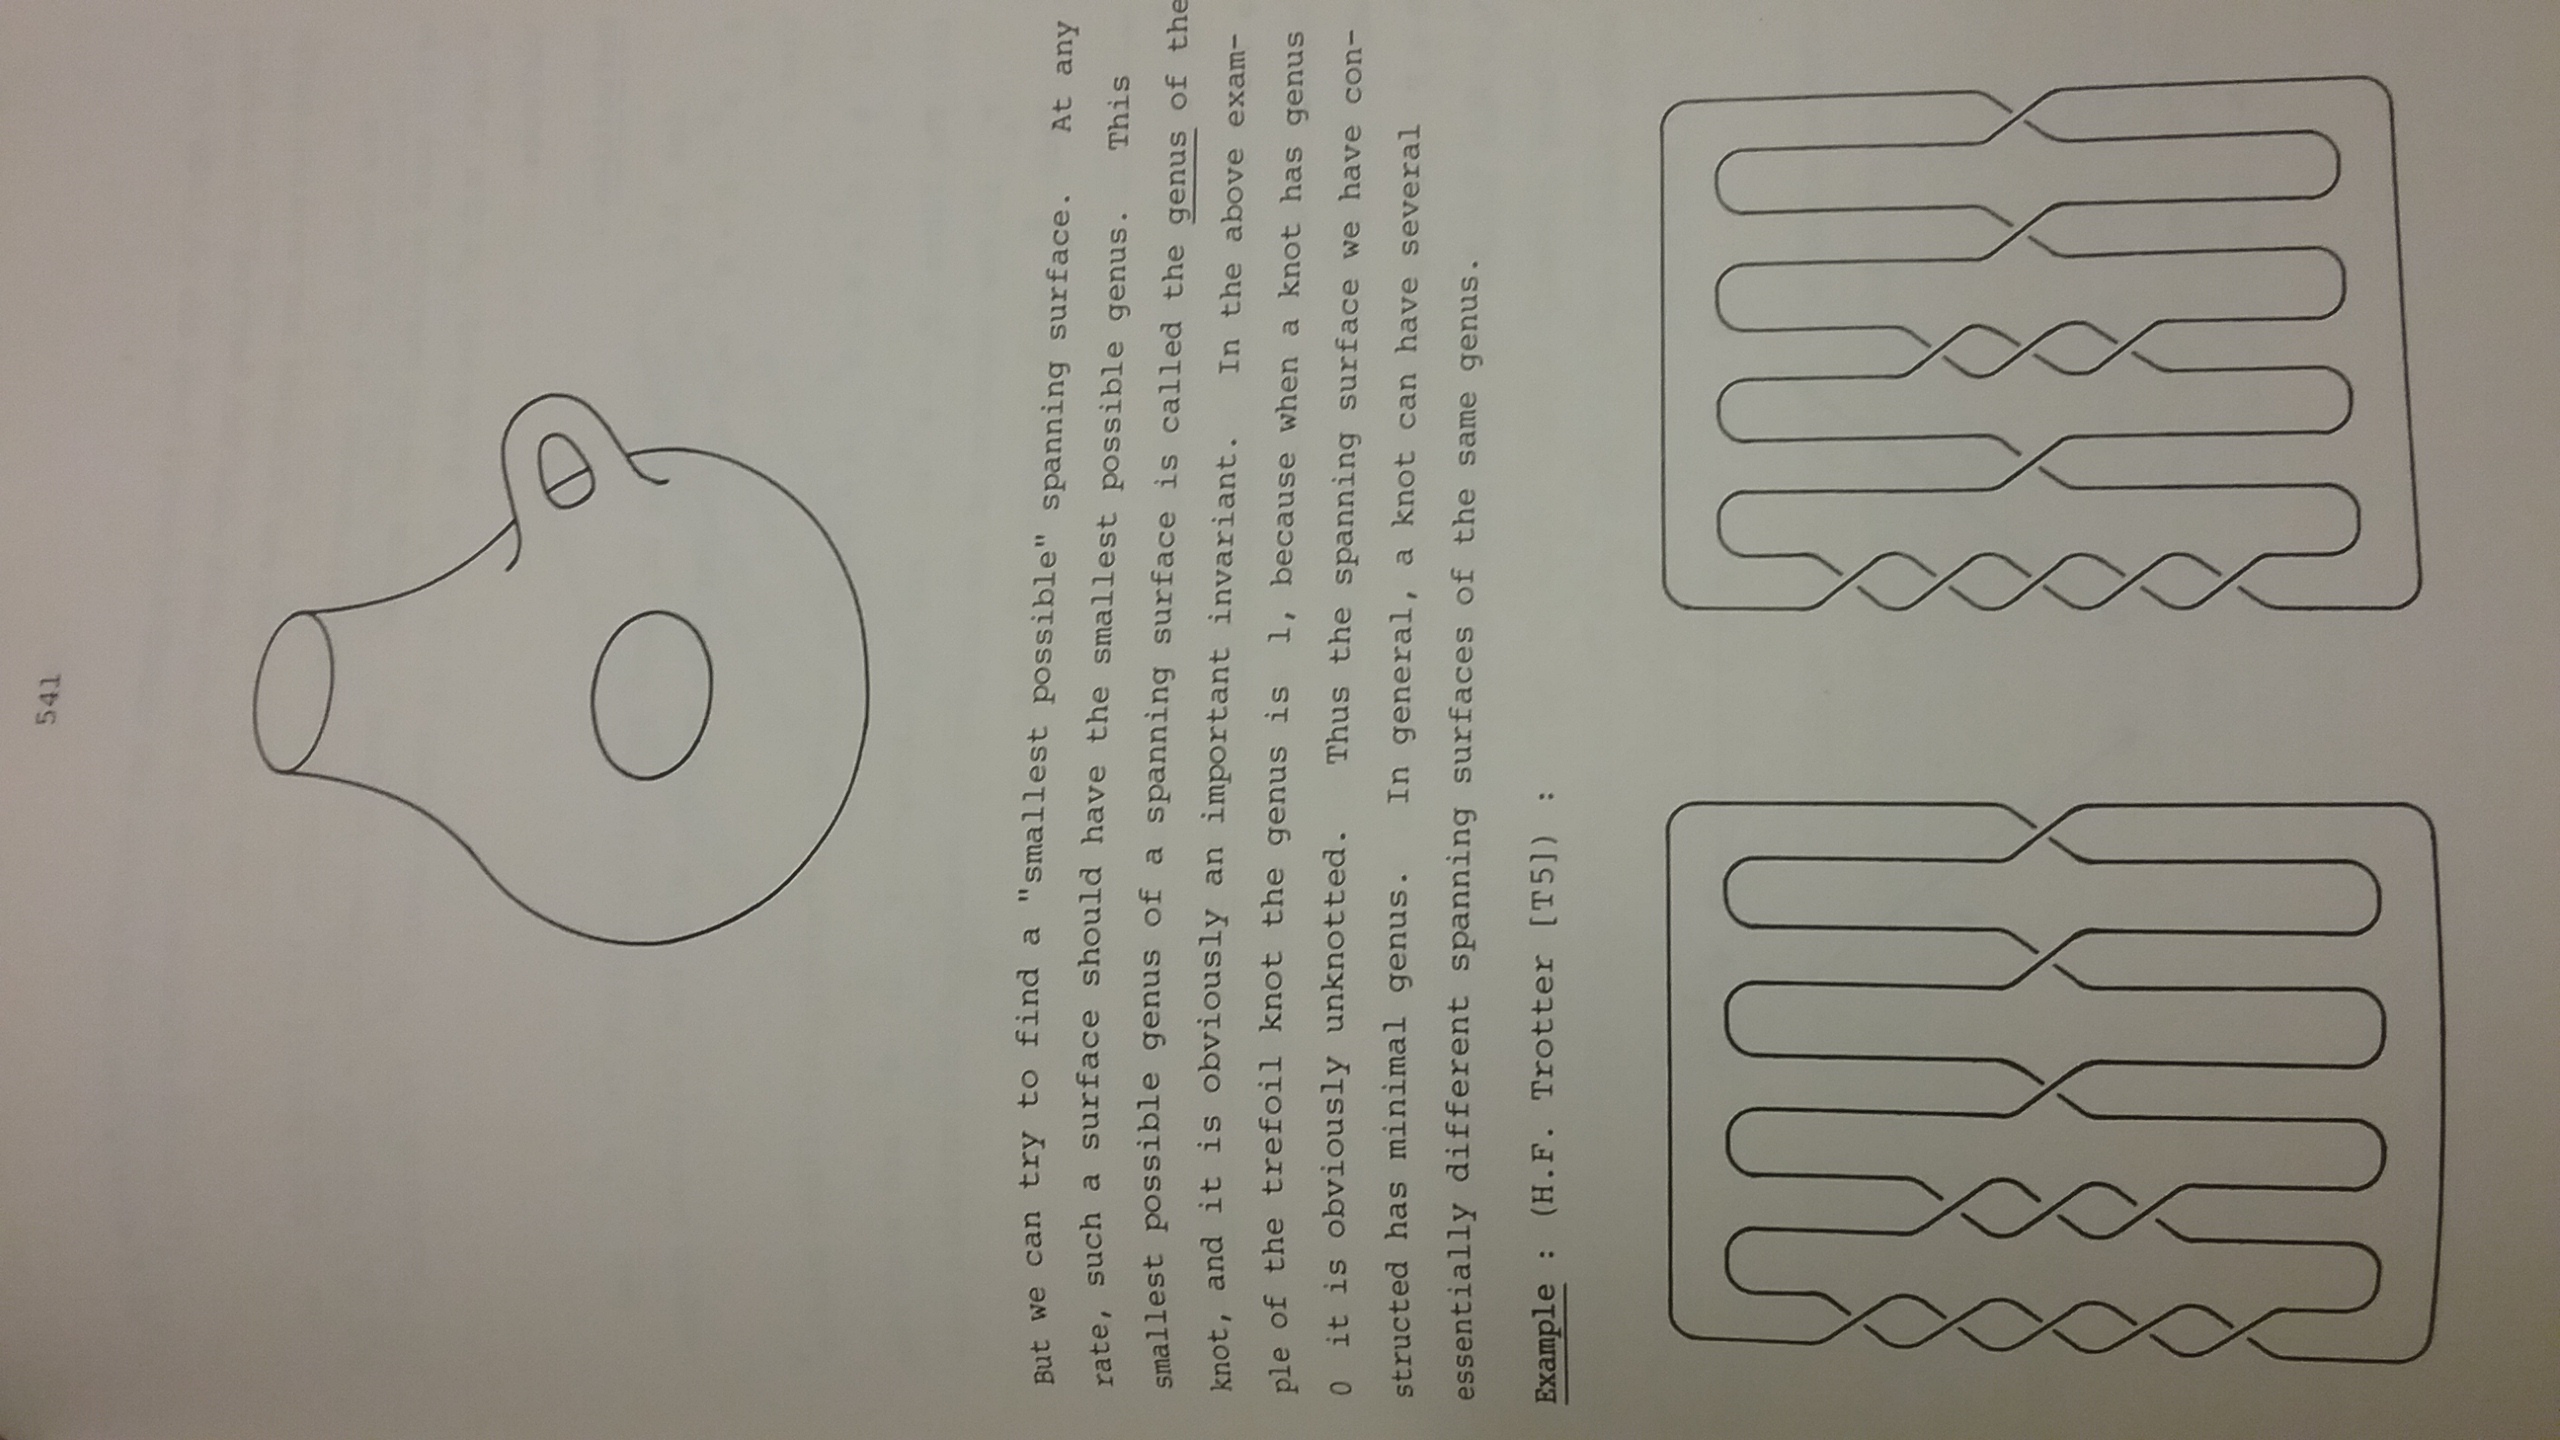 541
But we can try to find a "smallest possible" spanning surface. At any
rate, such a surface should have the smallest possible genus. This
smallest possible genus of a spanning surface is called the genus of the
knot, and it is obviously an important invariant. In the above exam-
ple of the trefoil knot the genus is 1, because when a knot has genus
0 it is obviously unknotted. Thus the spanning surface we have con-
structed has minimal genus. In general, a knot can have several
essentially different spanning surfaces of the same genus.
Example : (H.F. Trotter [T5]) :